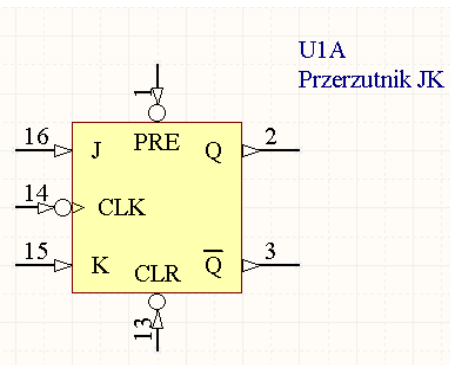 U1A
Przerzutnik JK
1
16 J PRE Q 2
14 CLK
15 K CLR Q̅ 3
13